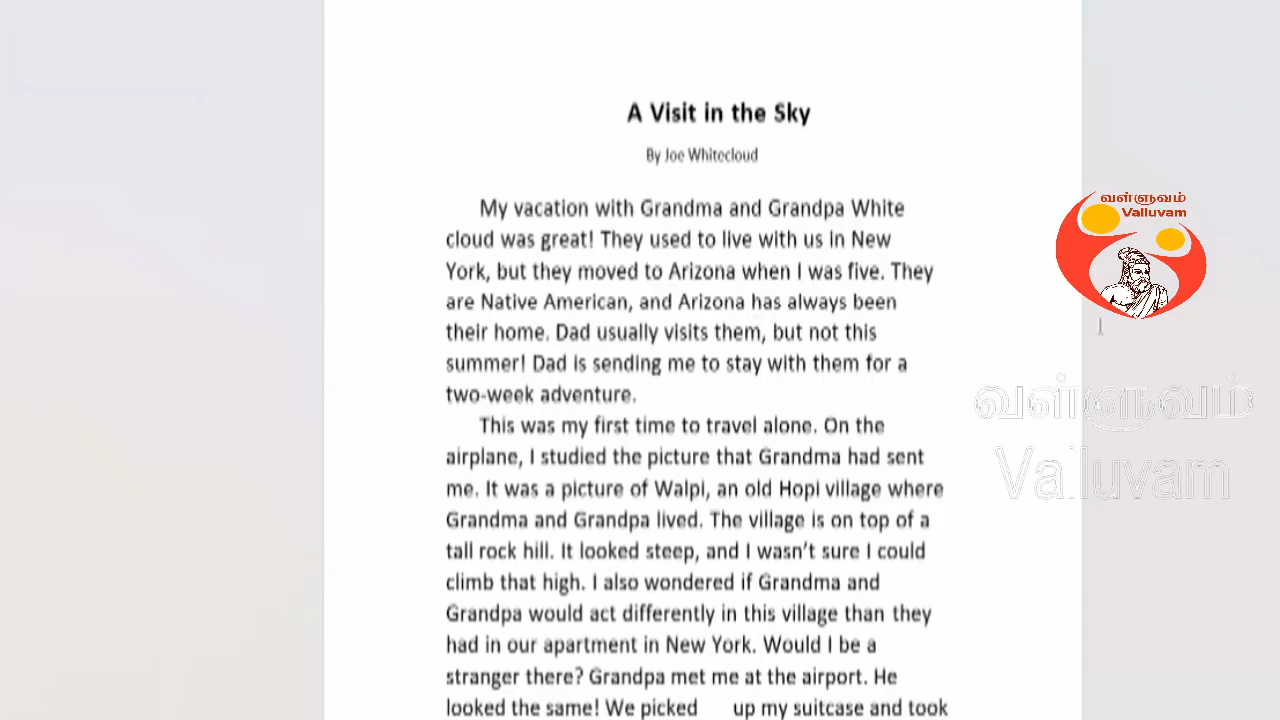 A Visit in the Sky
By Joe Whitecloud
My vacation with Grandma and Grandpa White
cloud was great! They used to live with us in New
York, but they moved to Arizona when I was five. They
are Native American, and Arizona has always been
their home. Dad usually visits them, but not this
summer! Dad is sending me to stay with them for a
two-week adventure.
This was my first time to travel alone. On the
airplane, I studied the picture that Grandma had sent
me. It was a picture of Walpi, an old Hopi village where
Grandma and Grandpa lived. The village is on top of a
tall rock hill. It looked steep, and I wasn’t sure I could
climb that high. I also wondered if Grandma and
Grandpa would act differently in this village than they
had in our apartment in New York. Would I be a
stranger there? Grandpa met me at the airport. He
looked the same! We picked up my suitcase and took
வள்ளுவம்
Valluvam
வள்ளுவம்
Valluvam